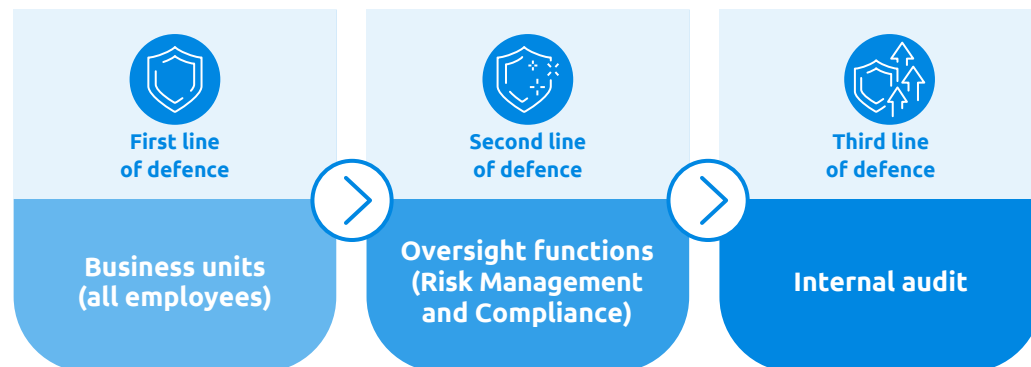 First line
of defence
Business units
(all employees)
Second line
of defence
Oversight functions
(Risk Management
and Compliance)
Third line
of defence
Internal audit